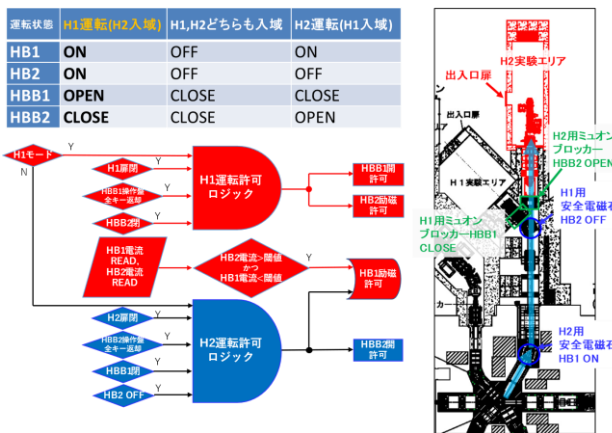 運転状態 H1運転(H2入域) H1,H2どちらも入域 H2運転(H1入域)
HB1 ON OFF ON
HB2 ON OFF OFF
HBB1 OPEN CLOSE CLOSE
HBB2 CLOSE CLOSE OPEN
H1モード
Y
N
H1扉閉
Y
HBB1操作盤
全キー返却
Y
HBB2閉
Y
H1運転許可
ロジック
HBB1開
許可
HB2励磁
許可
HB1電流
READ,
HB2電流
READ
HB2電流>閾値
かつ
HB1電流<閾値
Y
HB1励磁
許可
H2扉閉
Y
HBB2操作盤
全キー返却
Y
HBB1閉
Y
HB2 OFF
Y
H2運転許可
ロジック
HBB2開
許可
H2実験エリア
出入口扉
出入口扉
H1実験エリア
H2用ミュオン
ブロッカー
HBB2 OPEN
H1用
安全電磁石
HB2 OFF
H1用ミュオン
ブロッカーHBB1
CLOSE
カー
H2用
安全電磁石
HB1 ON